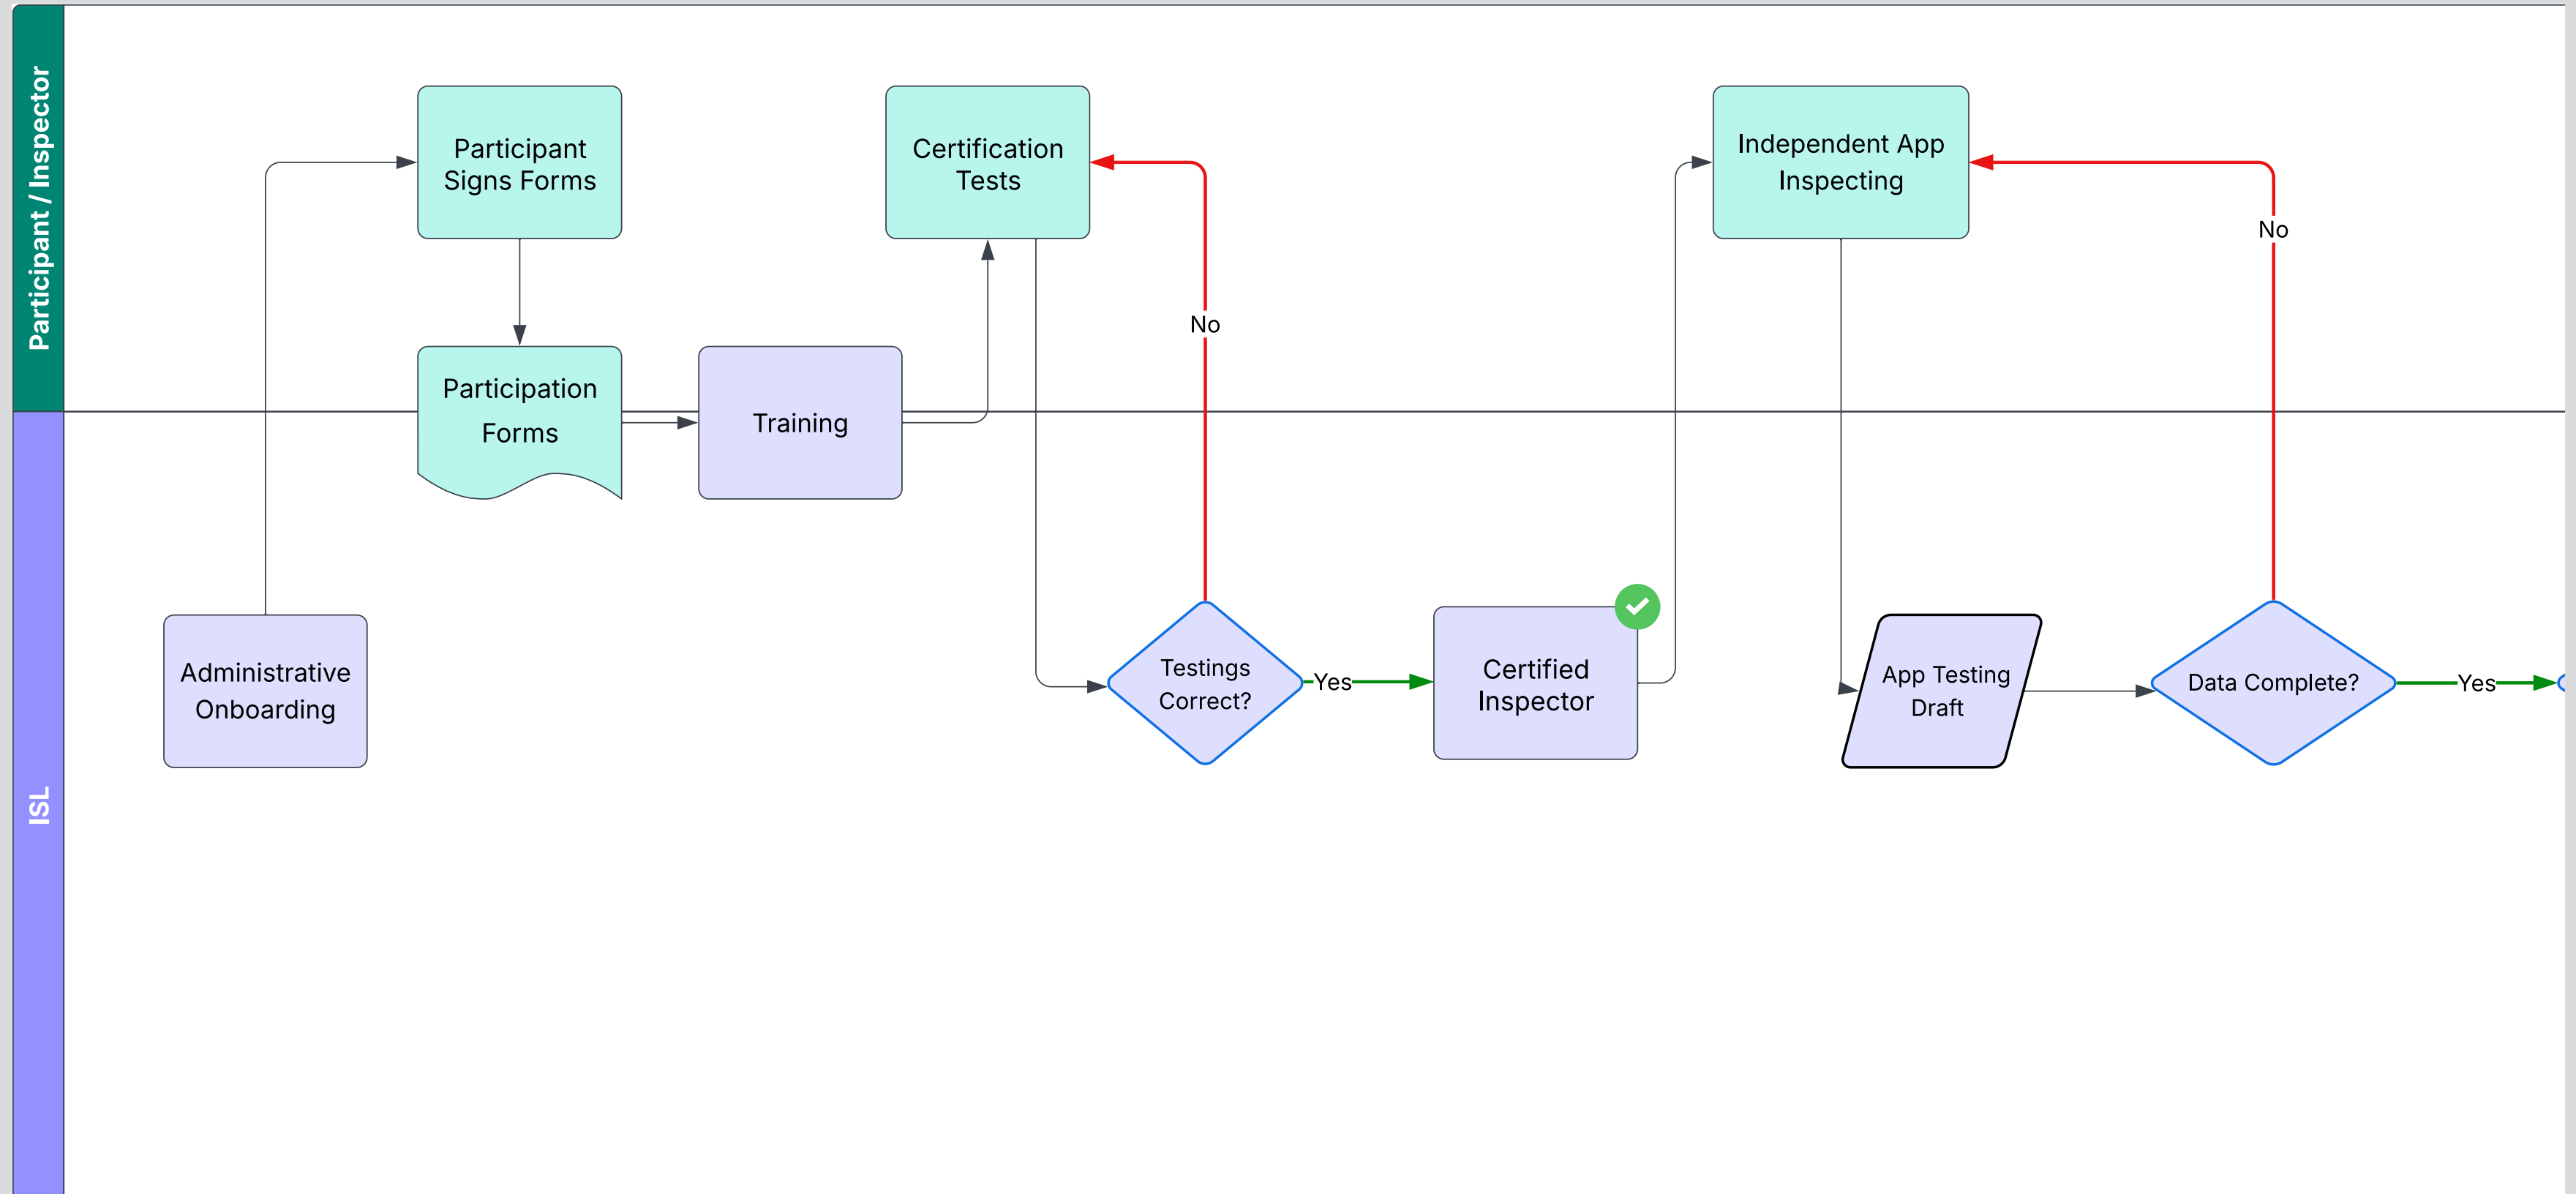 Participant / Inspector
Participant
Signs Forms
Certification
Tests
Independent App
Inspecting
No
No
Participation
Forms
Training
ISL
Administrative
Onboarding
Testings
Correct?
Yes
Certified
Inspector
App Testing
Draft
Data Complete?
Yes